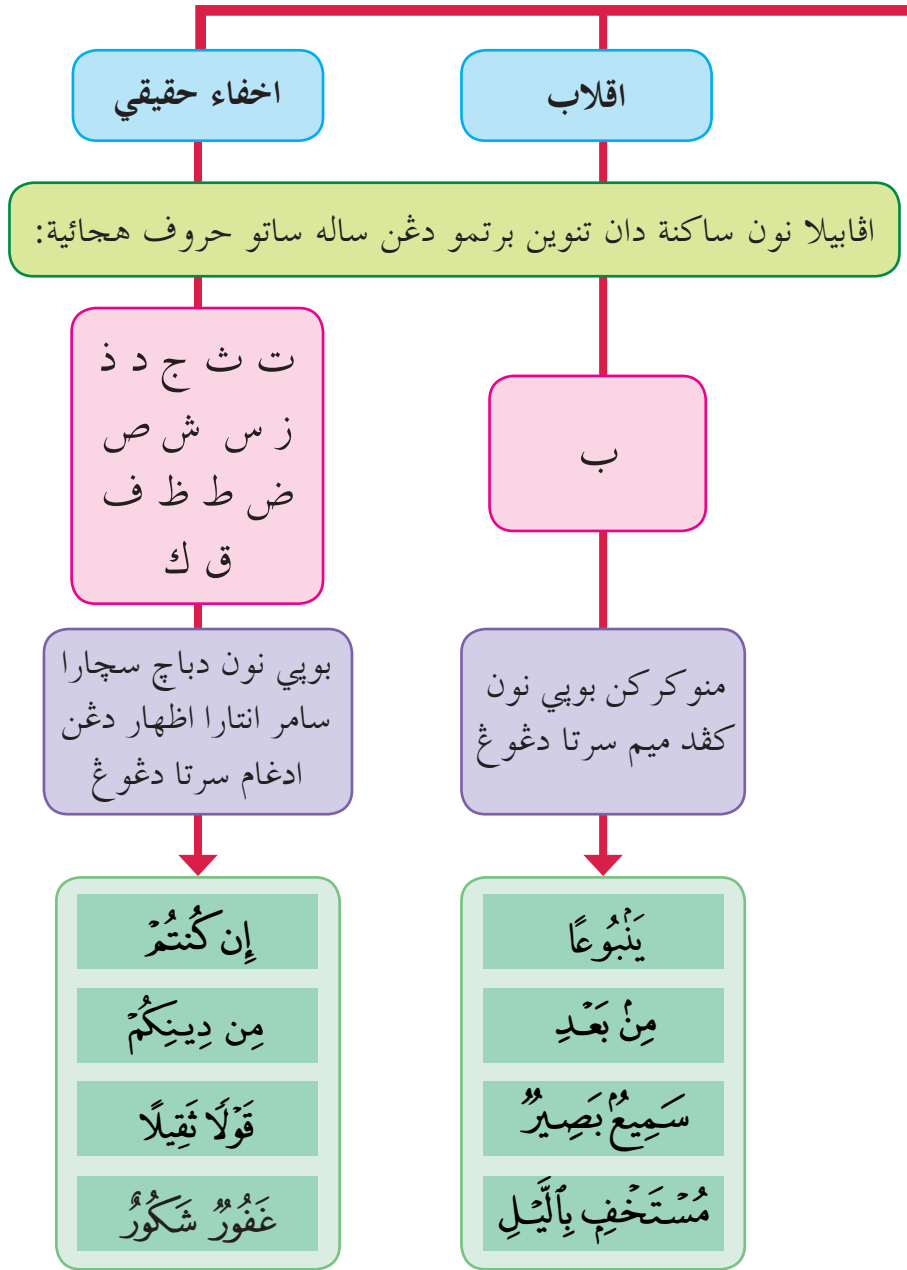 اقلاب
اخفاء حقيقي
اڤابيلا نون ساكنة دان تنوين برتمو دڠن ساله ساتو حروف هجائية:
ب
منوكركن بوڽي نون
كڤد ميم سرتا دڠوڠ
يَنۢبُوعًا
مِنۢ بَعۡدِ
سَمِيعُۢ بَصِيرٞ
مُسۡتَخۡفِۭ بِٱلَّيۡلِ
ت ث ج د ذ
ز س ش ص
ض ط ظ ف
ق ك
بوڽي نون دباچ سچارا
سامر انتارا اظهار دڠن
ادغام سرتا دڠوڠ
إِن كُنتُمۡ
مِن دِينِكُمۡ
قَوۡلٗا ثَقِيلًا
غَفُورٞ شَكُورٌ